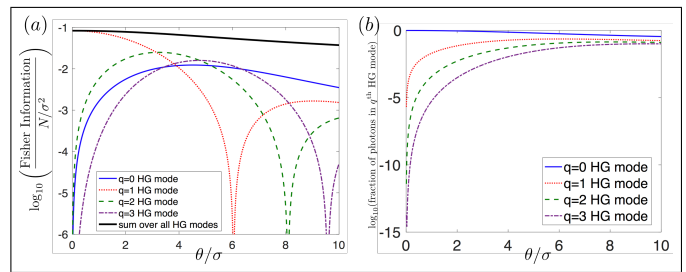 (a)
log₁₀ (Fisher Information / N/σ²)
-1
-2
-3
-4
-5
-6
0
2
4
6
8
10
θ/σ
q=0 HG mode
q=1 HG mode
q=2 HG mode
q=3 HG mode
sum over all HG modes
(b)
log₁₀(fraction of photons in qᵗʰ HG mode)
0
-5
-10
-15
0
2
4
6
8
10
θ/σ
q=0 HG mode
q=1 HG mode
q=2 HG mode
q=3 HG mode